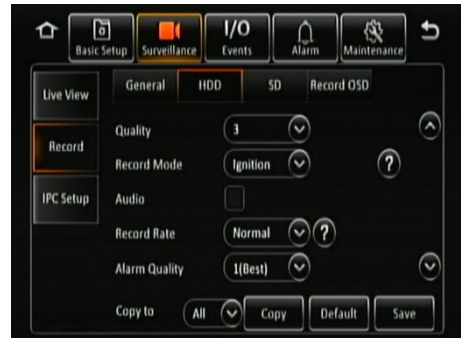 Basic Setup
Surveillance
I/O
Events
Alarm
Maintenance
Live View
Record
IPC Setup
General HDD SD Record OSD
Quality 3
Record Mode Ignition ?
Audio
Record Rate Normal ?
Alarm Quality 1(Best)
Copy to All Copy Default Save